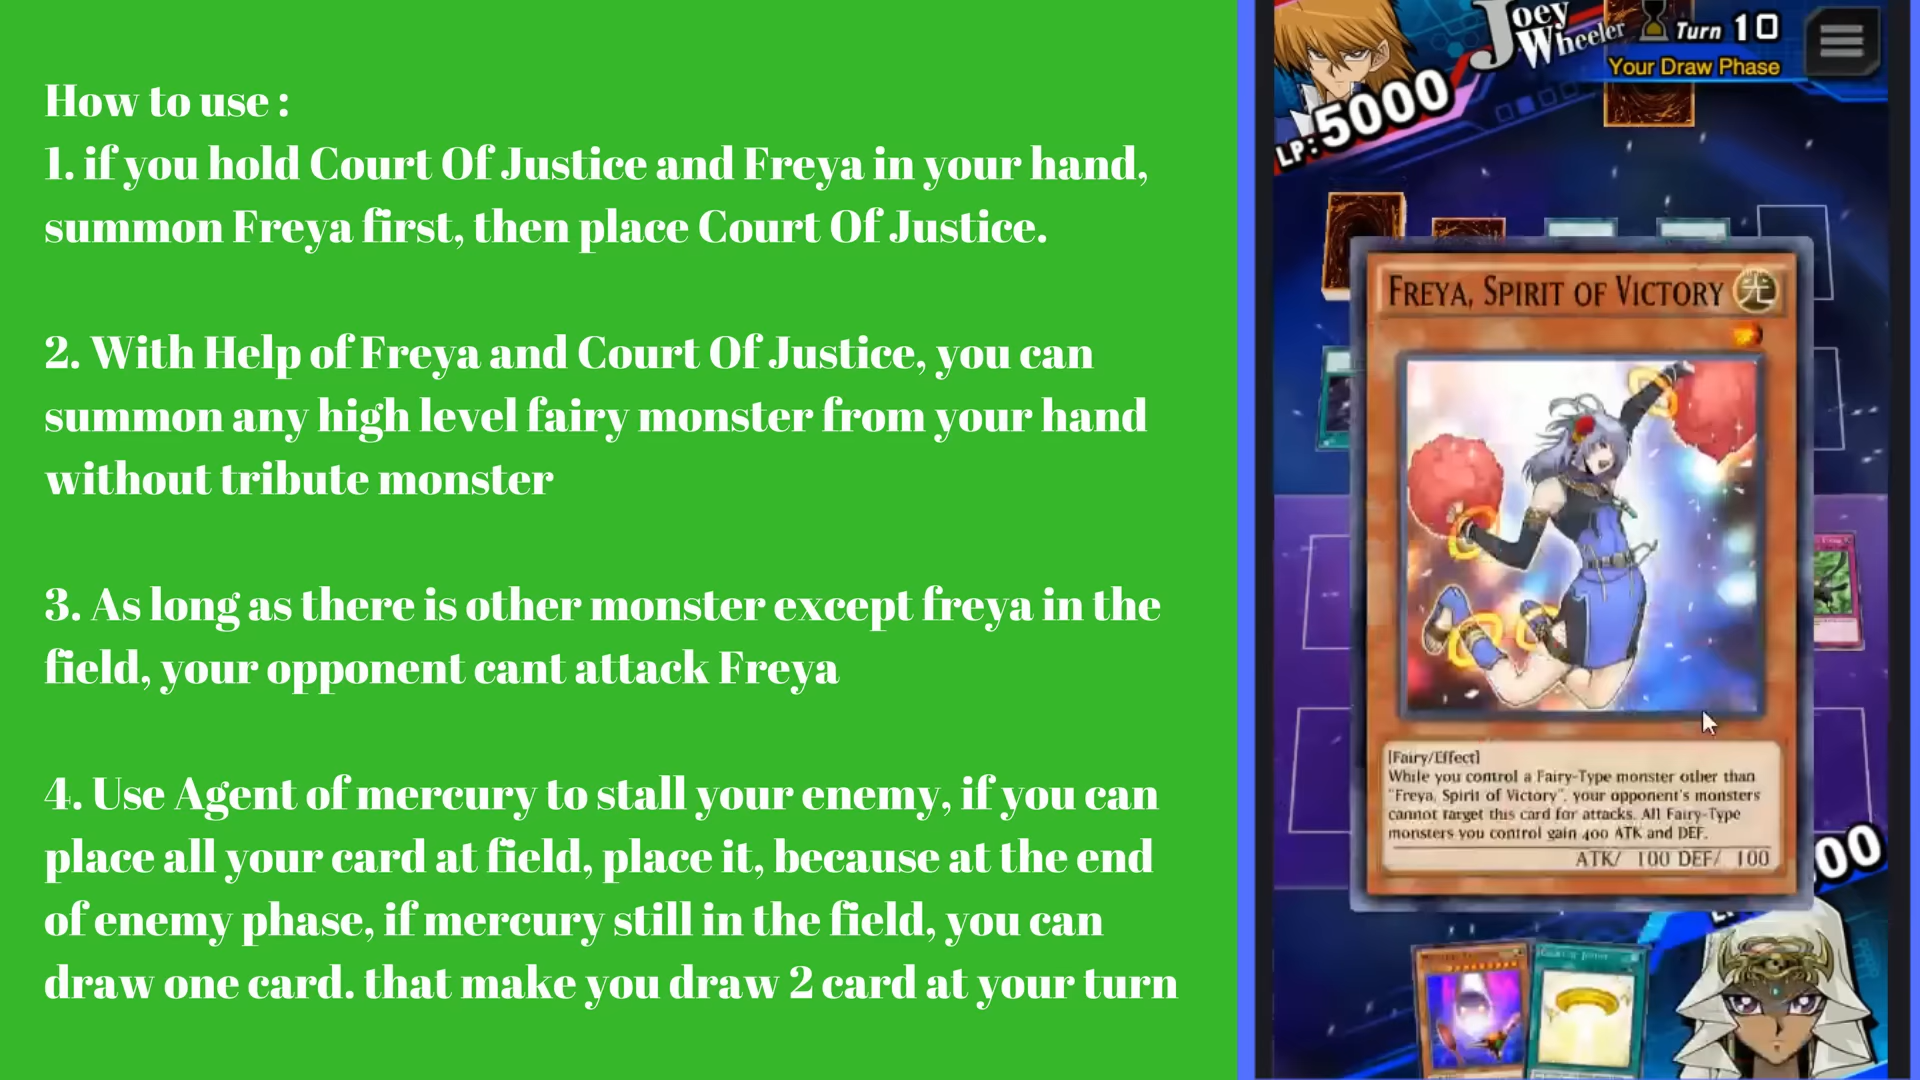 How to use :
1. if you hold Court Of Justice and Freya in your hand,
summon Freya first, then place Court Of Justice.
2. With Help of Freya and Court Of Justice, you can
summon any high level fairy monster from your hand
without tribute monster
3. As long as there is other monster except freya in the
field, your opponent cant attack Freya
4. Use Agent of mercury to stall your enemy, if you can
place all your card at field, place it, because at the end
of enemy phase, if mercury still in the field, you can
draw one card. that make you draw 2 card at your turn
Joey
Wheeler
Turn 10
Your Draw Phase
LP: 5000
FREYA, SPIRIT OF VICTORY
光
[Fairy/Effect]
While you control a Fairy-Type monster other than
"Freya, Spirit of Victory", your opponent's monsters
cannot target this card for attacks. All Fairy-Type
monsters you control gain 400 ATK and DEF.
ATK/ 100 DEF/ 100
00